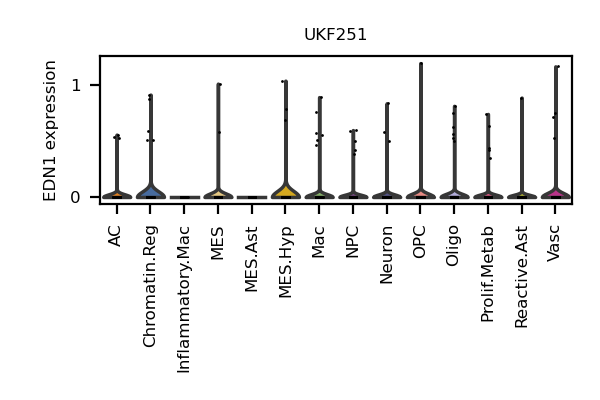 UKF251
EDN1 expression
1
0
AC
Chromatin.Reg
Inflammatory.Mac
MES
MES.Ast
MES.Hyp
Mac
NPC
Neuron
OPC
Oligo
Prolif.Metab
Reactive.Ast
Vasc